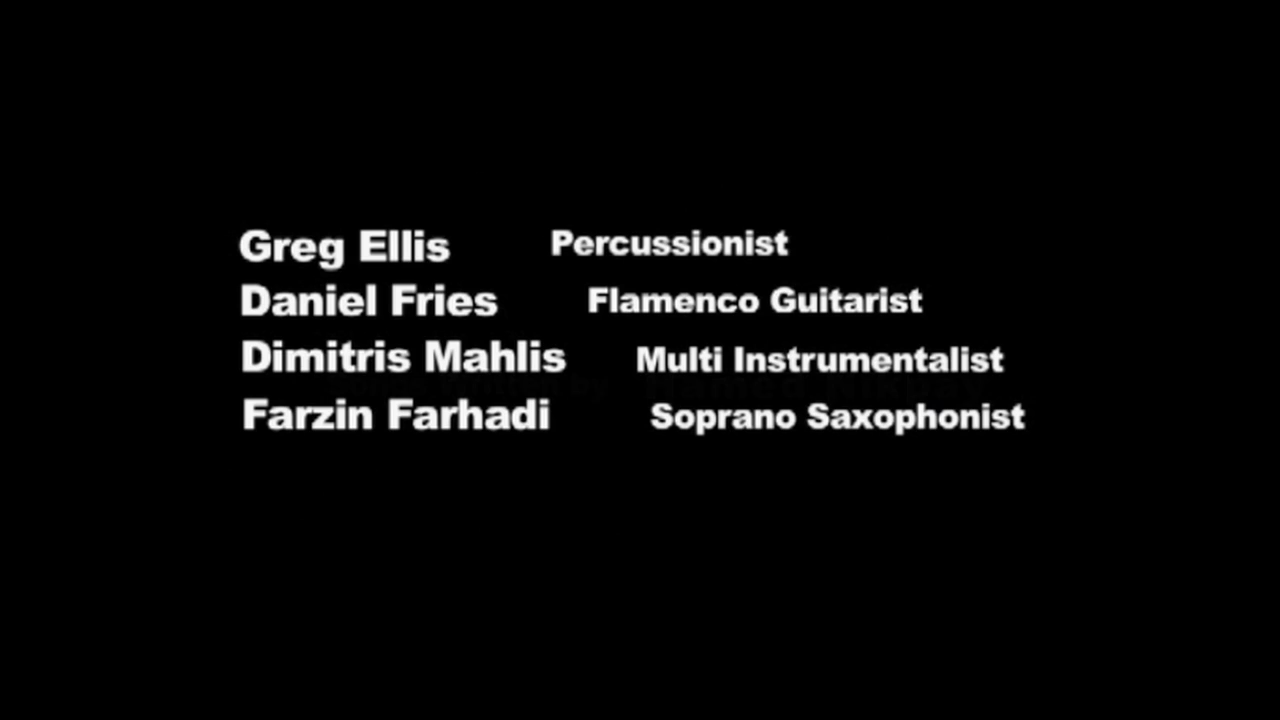 Greg Ellis Percussionist
Daniel Fries Flamenco Guitarist
Dimitris Mahlis Multi Instrumentalist
Farzin Farhadi Soprano Saxophonist